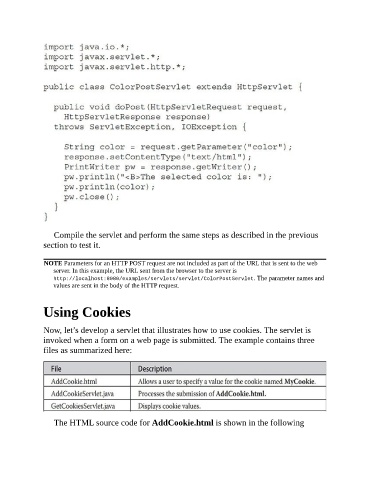 import java.io.*;
import javax.servlet.*;
import javax.servlet.http.*;
public class ColorPostServlet extends HttpServlet {
public void doPost(HttpServletRequest request,
HttpServletResponse response)
throws ServletException, IOException {
String color = request.getParameter("color");
response.setContentType("text/html");
PrintWriter pw = response.getWriter();
pw.println("<B>The selected color is: ");
pw.println(color);
pw.close();
}
}
Compile the servlet and perform the same steps as described in the previous
section to test it.
NOTE Parameters for an HTTP POST request are not included as part of the URL that is sent to the web
server. In this example, the URL sent from the browser to the server is
http://localhost:8080/examples/servlets/servlet/ColorPostServlet. The parameter names and
values are sent in the body of the HTTP request.
Using Cookies
Now, let's develop a servlet that illustrates how to use cookies. The servlet is
invoked when a form on a web page is submitted. The example contains three
files as summarized here:
File Description
AddCookie.html Allows a user to specify a value for the cookie named MyCookie.
AddCookieServlet.java Processes the submission of AddCookie.html.
GetCookiesServlet.java Displays cookie values.
The HTML source code for AddCookie.html is shown in the following